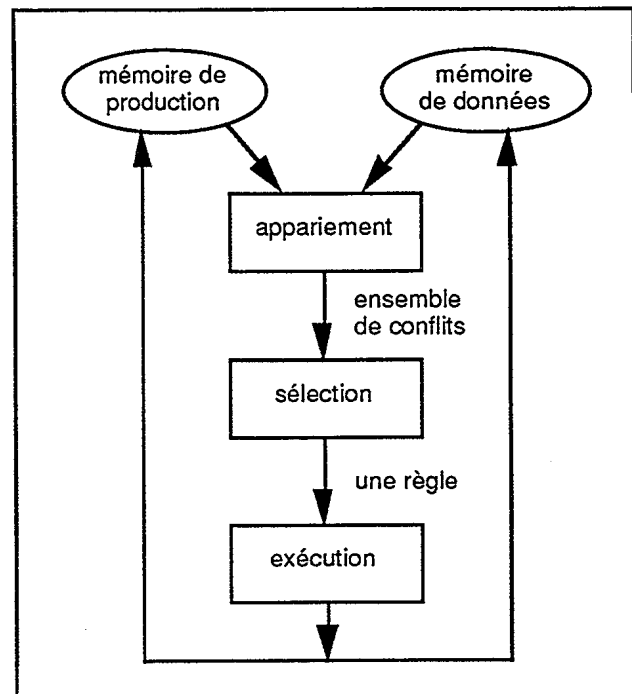 mémoire de
production
mémoire
de données
appariement
ensemble
de conflits
sélection
une règle
exécution